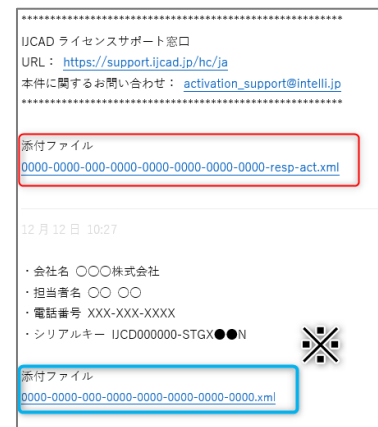 ************************************************************
IJCAD ライセンスサポート窓口
URL： https://support.ijcad.jp/hc/ja
本件に関するお問い合わせ： activation_support@intelli.jp
************************************************************
添付ファイル
0000-0000-000-0000-0000-0000-0000-0000-resp-act.xml
12月12日 10:27
・会社名 〇〇〇株式会社
・担当者名 〇〇 〇〇
・電話番号 XXX-XXX-XXXX
・シリアルキー IJCD000000-STGX●●N
※
添付ファイル
0000-0000-000-0000-0000-0000-0000-0000.xml